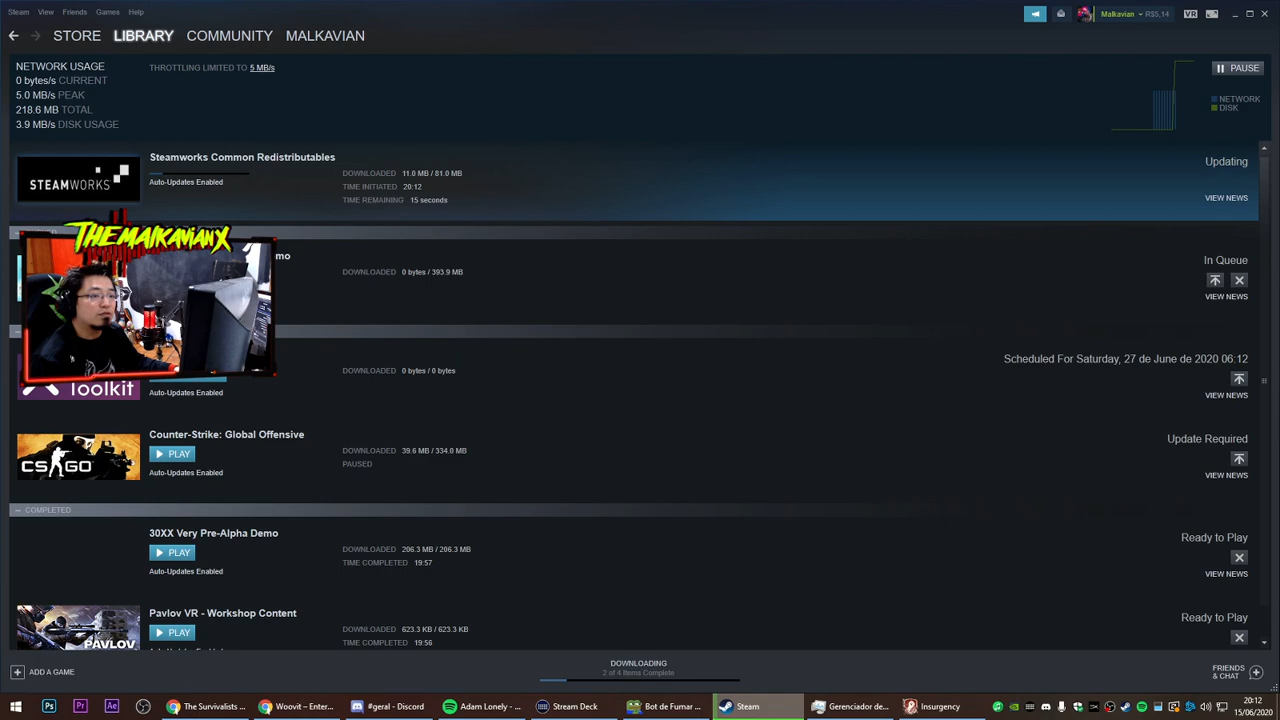 Steam View Friends Games Help
Malkavian R$5,14
VR
STORE LIBRARY COMMUNITY MALKAVIAN
NETWORK USAGE
0 bytes/s CURRENT
5.0 MB/s PEAK
218.6 MB TOTAL
3.9 MB/s DISK USAGE
THROTTLING LIMITED TO 5 MB/s
PAUSE
NETWORK
DISK
STEAMWORKS
Steamworks Common Redistributables
Auto-Updates Enabled
DOWNLOADED 11.0 MB / 81.0 MB
TIME INITIATED 20:12
TIME REMAINING 15 seconds
Updating
VIEW NEWS
THEMALKAVIANX
mo
DOWNLOADED 0 bytes / 393.9 MB
In Queue
VIEW NEWS
Toolkit
Auto-Updates Enabled
DOWNLOADED 0 bytes / 0 bytes
Scheduled For Saturday, 27 de June de 2020 06:12
VIEW NEWS
CS GO
Counter-Strike: Global Offensive
PLAY
Auto-Updates Enabled
DOWNLOADED 39.6 MB / 334.0 MB
PAUSED
Update Required
VIEW NEWS
COMPLETED
30XX Very Pre-Alpha Demo
PLAY
Auto-Updates Enabled
DOWNLOADED 206.3 MB / 206.3 MB
TIME COMPLETED 19:57
Ready to Play
VIEW NEWS
PAVLOV
Pavlov VR - Workshop Content
PLAY
DOWNLOADED 623.3 KB / 623.3 KB
TIME COMPLETED 19:56
Ready to Play
ADD A GAME
DOWNLOADING
2 of 4 Items Complete
FRIENDS
& CHAT
Ps Pr Ae The Survivalists ... Woovit – Enter... #geral - Discord Adam Lonely – ... Stream Deck Bot de Fumar ... Steam Gerenciador de... Insurgency
20:12
15/06/2020